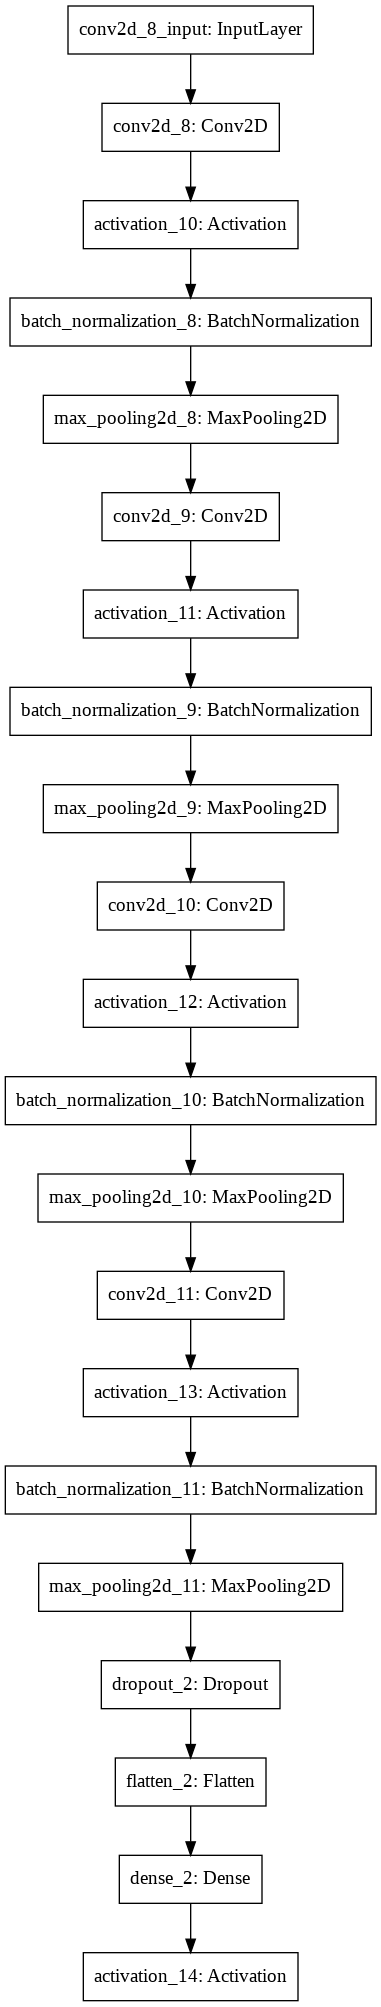 conv2d_8_input: InputLayer
conv2d_8: Conv2D
activation_10: Activation
batch_normalization_8: BatchNormalization
max_pooling2d_8: MaxPooling2D
conv2d_9: Conv2D
activation_11: Activation
batch_normalization_9: BatchNormalization
max_pooling2d_9: MaxPooling2D
conv2d_10: Conv2D
activation_12: Activation
batch_normalization_10: BatchNormalization
max_pooling2d_10: MaxPooling2D
conv2d_11: Conv2D
activation_13: Activation
batch_normalization_11: BatchNormalization
max_pooling2d_11: MaxPooling2D
dropout_2: Dropout
flatten_2: Flatten
dense_2: Dense
activation_14: Activation